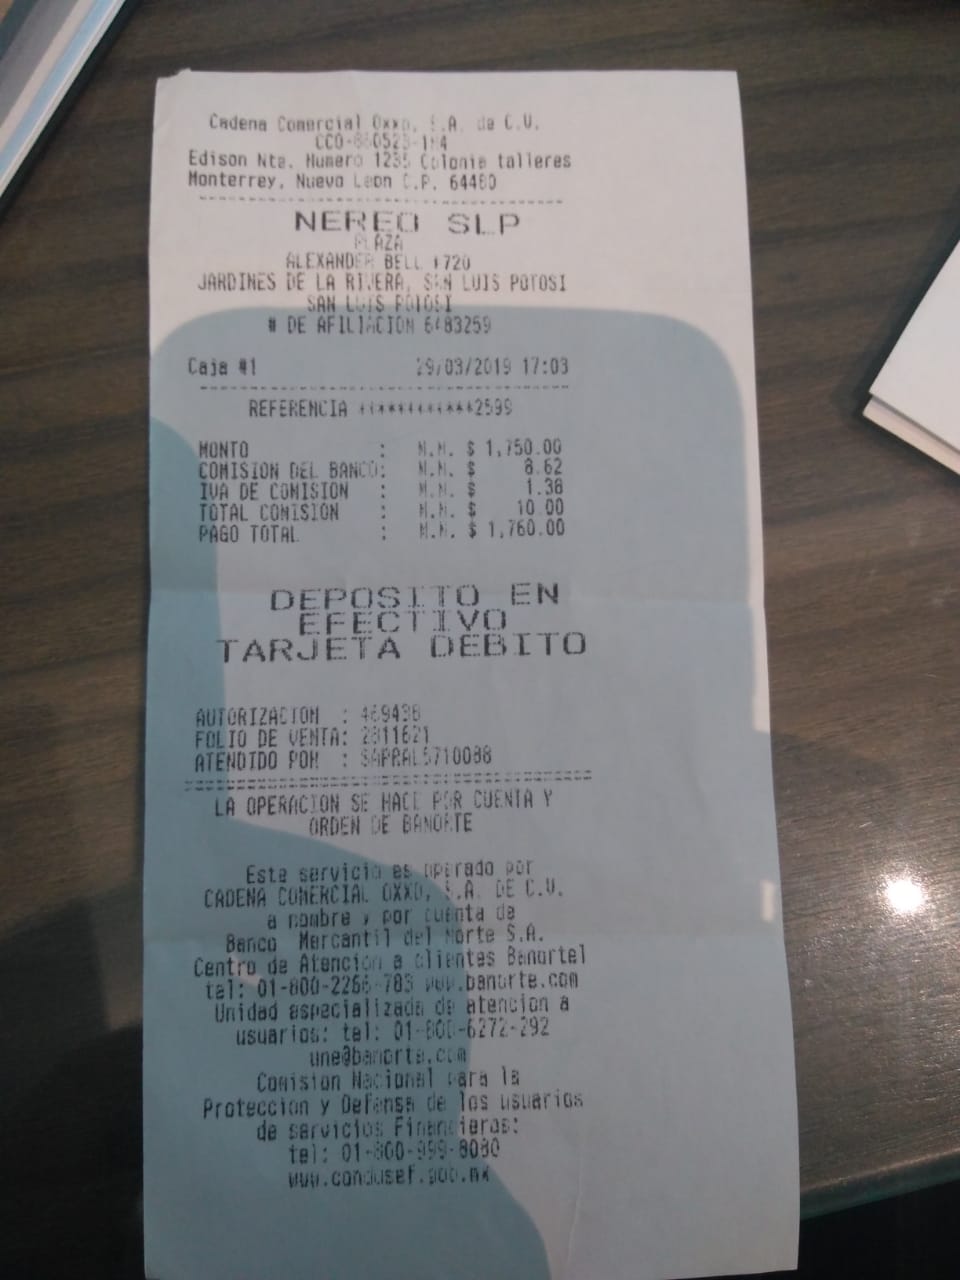 Cadena Comercial Oxxo, S.A. de C.V.
Edison Nte. Numero 1235 Colonia talleres
Monterrey, Nuevo Leon C.P. 64480
NEREO SLP
PLAZA
ALEXANDER BELL #720
JARDINES DE LA RIVERA, SAN LUIS POTOSI
SAN LUIS POTOSI
# DE AFILIACION 6483259
Caja #1 29/03/2019 17:03
REFERENCIA ************2599
MONTO : M.N. $ 1,750.00
COMISION DEL BANCO: M.N. $ 8.62
IVA DE COMISION : M.N. $ 1.38
TOTAL COMISION : M.N. $ 10.00
PAGO TOTAL : M.N. $ 1,760.00
DEPOSITO EN
EFECTIVO
TARJETA DEBITO
AUTORIZACION : 469438
FOLIO DE VENTA: 2811621
ATENDIDO POR :
LA OPERACION SE HACE POR CUENTA Y
ORDEN DE BANORTE
Este servicio es operado por
CADENA COMERCIAL OXXO, S.A. DE C.V.
a nombre y por cuenta de
Banco Mercantil del Norte S.A.
Centro de Atencion a clientes Banortel
tel: 01-800-2266-783 www.banorte.com
Unidad especializada de atencion a
usuarios: tel: 01-800-6272-292
une@banorte.com
Comision Nacional para la
Proteccion y Defensa de los usuarios
de servicios Financieros:
tel: 01-800-999-8080
www.condusef.gob.mx